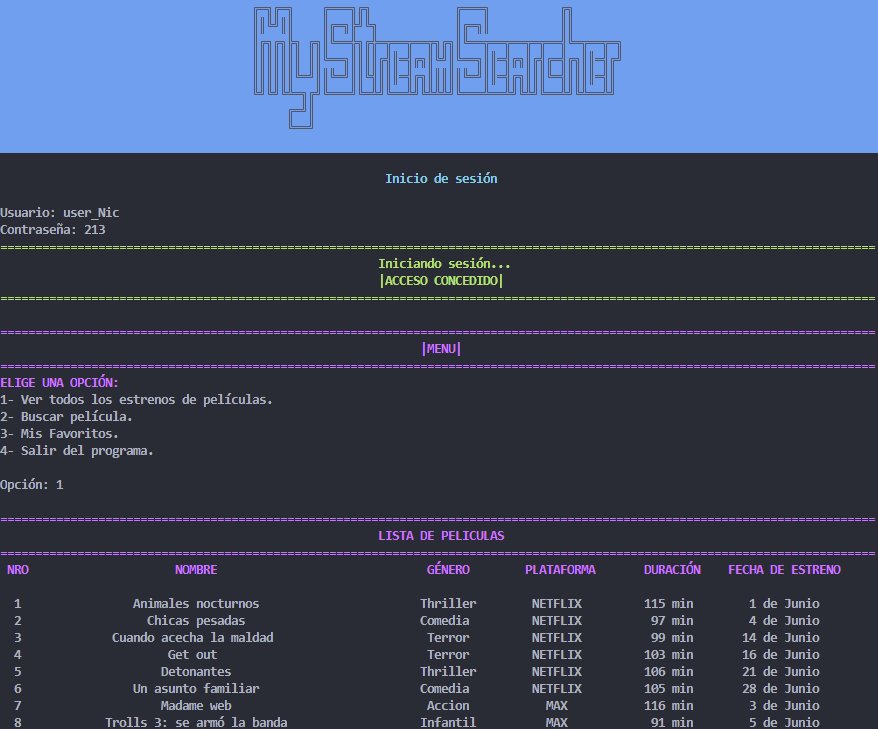 MyStreamSearcher
Inicio de sesión
Usuario: user_Nic
Contraseña: 213
=============================================================================================================================
Iniciando sesión...
|ACCESO CONCEDIDO|
=============================================================================================================================
=============================================================================================================================
|MENU|
=============================================================================================================================
ELIGE UNA OPCIÓN:
1- Ver todos los estrenos de películas.
2- Buscar película.
3- Mis Favoritos.
4- Salir del programa.
Opción: 1
=============================================================================================================================
LISTA DE PELICULAS
=============================================================================================================================
NRO NOMBRE GÉNERO PLATAFORMA DURACIÓN FECHA DE ESTRENO
1 Animales nocturnos Thriller NETFLIX 115 min 1 de Junio
2 Chicas pesadas Comedia NETFLIX 97 min 4 de Junio
3 Cuando acecha la maldad Terror NETFLIX 99 min 14 de Junio
4 Get out Terror NETFLIX 103 min 16 de Junio
5 Detonantes Thriller NETFLIX 106 min 21 de Junio
6 Un asunto familiar Comedia NETFLIX 105 min 28 de Junio
7 Madame web Accion MAX 116 min 3 de Junio
8 Trolls 3: se armó la banda Infantil MAX 91 min 5 de Junio